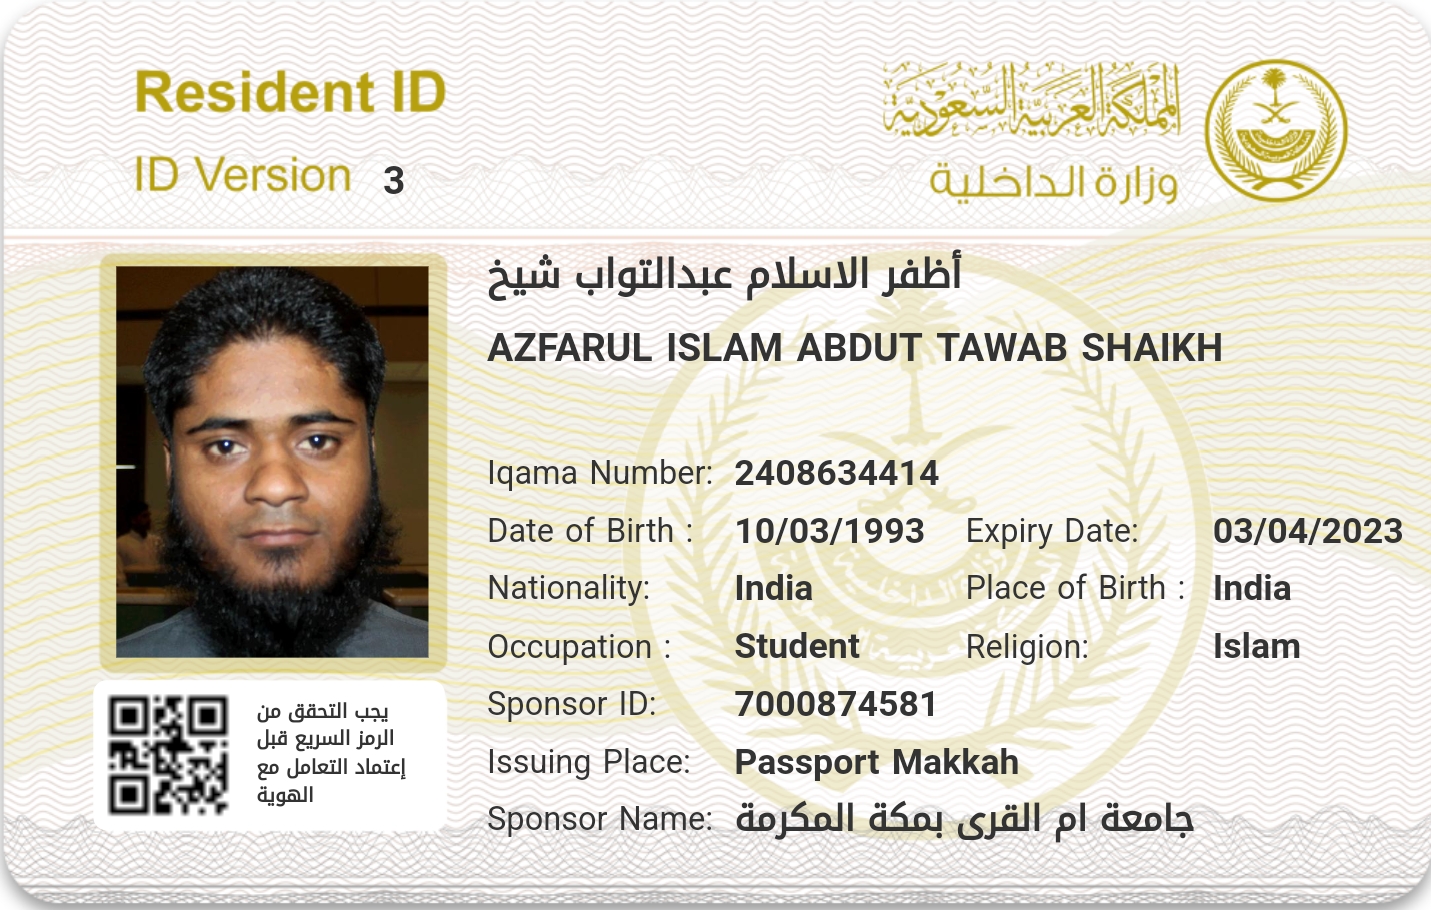 Resident ID
ID Version 3
المملكة العربية السعودية
وزارة الداخلية
أظفر الاسلام عبدالتواب شيخ
AZFARUL ISLAM ABDUT TAWAB SHAIKH
Iqama Number: 2408634414
Date of Birth : 10/03/1993 Expiry Date: 03/04/2023
Nationality: India Place of Birth : India
Occupation : Student Religion: Islam
Sponsor ID: 7000874581
Issuing Place: Passport Makkah
Sponsor Name: جامعة ام القرى بمكة المكرمة
يجب التحقق من
الرمز السريع قبل
إعتماد التعامل مع
الهوية